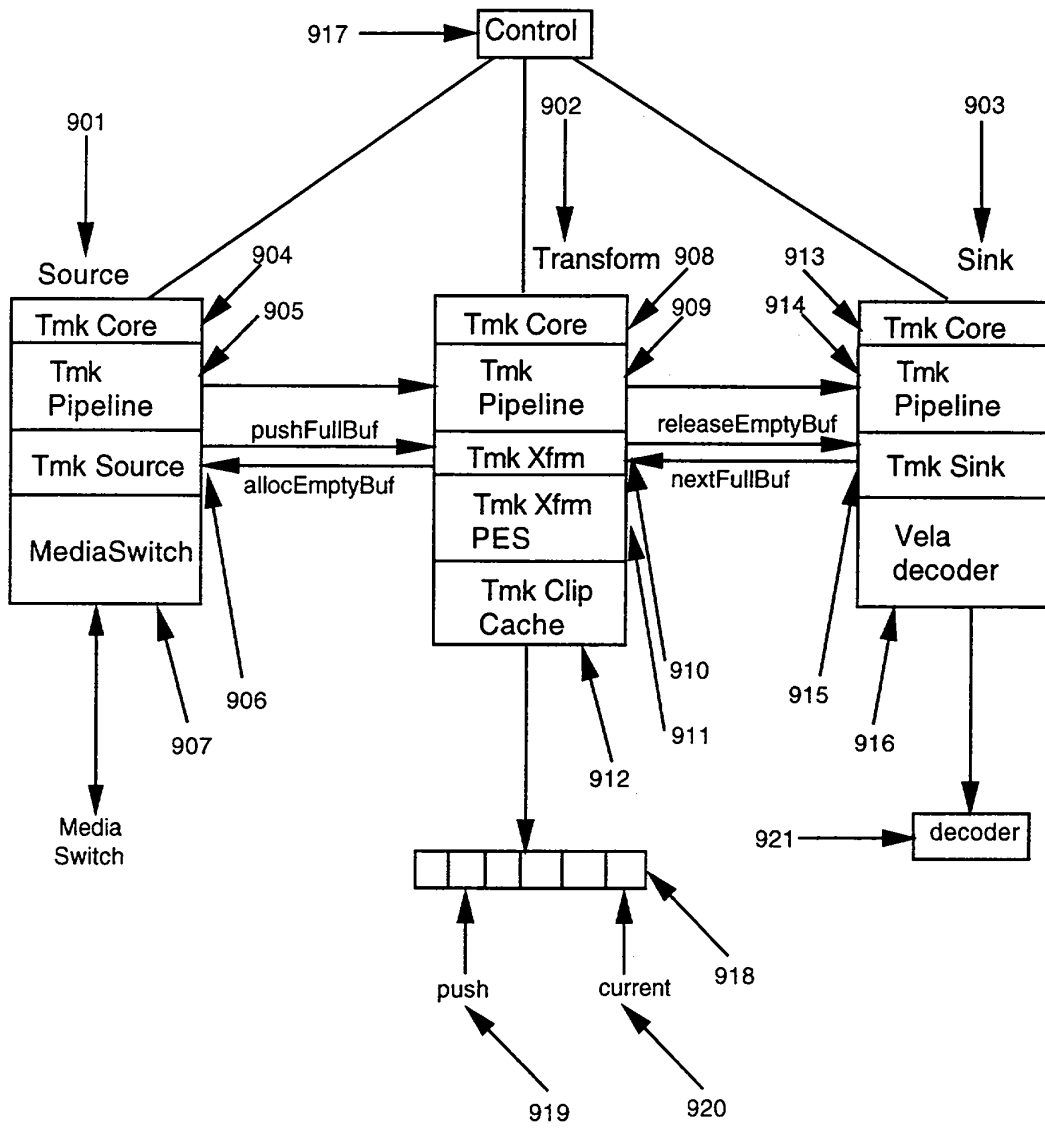 917
Control
901
902
903
Source
904
Transform
908
913
Sink
905
909
914
Tmk Core
Tmk
Pipeline
Tmk Source
MediaSwitch
pushFullBuf
allocEmptyBuf
Tmk Core
Tmk
Pipeline
Tmk Xfrm
Tmk Xfrm
PES
Tmk Clip
Cache
releaseEmptyBuf
nextFullBuf
Tmk Core
Tmk
Pipeline
Tmk Sink
Vela
decoder
906
907
910
911
912
915
916
Media
Switch
921
decoder
918
push
current
919
920